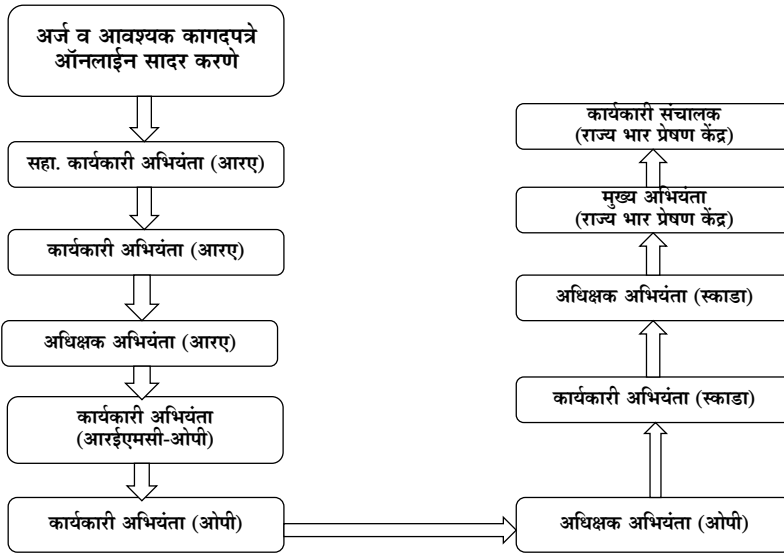 अर्ज व आवश्यक कागदपत्रे
ऑनलाईन सादर करणे
सहा. कार्यकारी अभियंता (आरए)
कार्यकारी अभियंता (आरए)
अधिक्षक अभियंता (आरए)
कार्यकारी अभियंता
(आरईएमसी-ओपी)
कार्यकारी अभियंता (ओपी)
अधिक्षक अभियंता (ओपी)
कार्यकारी अभियंता (स्काडा)
अधिक्षक अभियंता (स्काडा)
मुख्य अभियंता
(राज्य भार प्रेषण केंद्र)
कार्यकारी संचालक
(राज्य भार प्रेषण केंद्र)